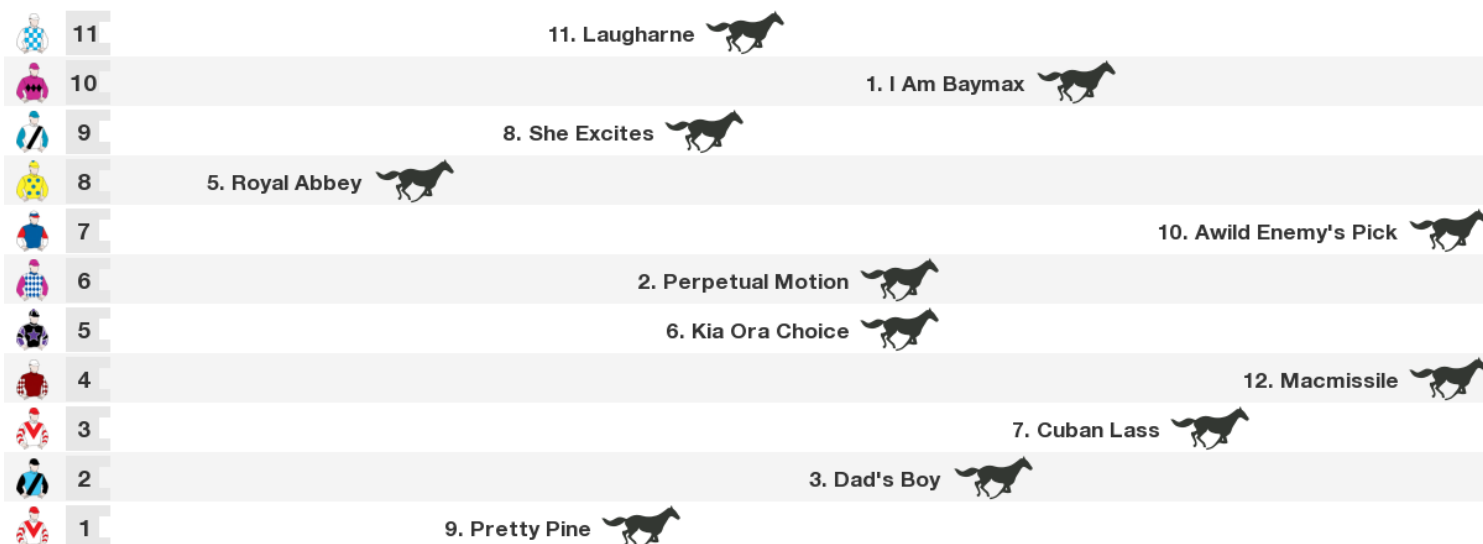 11 11. Laugharne
10 1. I Am Baymax
9 8. She Excites
8 5. Royal Abbey
7 10. Awild Enemy's Pick
6 2. Perpetual Motion
5 6. Kia Ora Choice
4 12. Macmissile
3 7. Cuban Lass
2 3. Dad's Boy
1 9. Pretty Pine